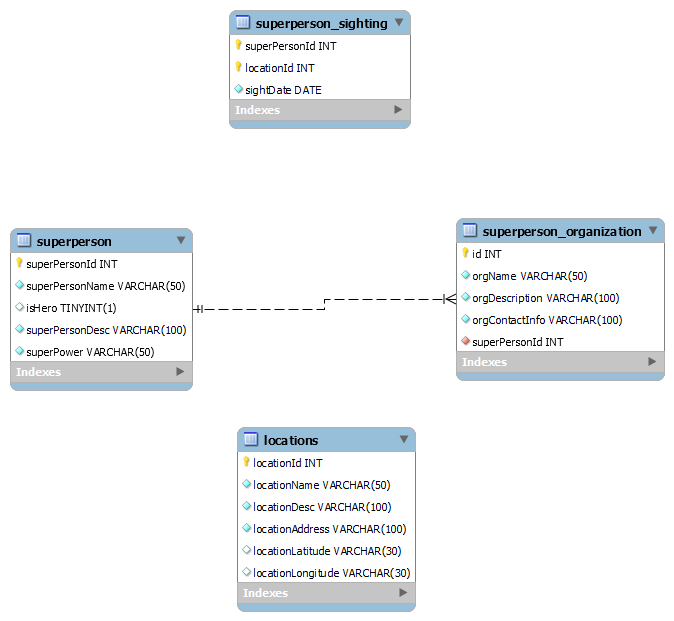 superperson_sighting
superPersonId INT
locationId INT
sightDate DATE
Indexes
superperson
superPersonId INT
superPersonName VARCHAR(50)
isHero TINYINT(1)
superPersonDesc VARCHAR(100)
superPower VARCHAR(50)
Indexes
superperson_organization
id INT
orgName VARCHAR(50)
orgDescription VARCHAR(100)
orgContactInfo VARCHAR(100)
superPersonId INT
Indexes
locations
locationId INT
locationName VARCHAR(50)
locationDesc VARCHAR(100)
locationAddress VARCHAR(100)
locationLatitude VARCHAR(30)
locationLongitude VARCHAR(30)
Indexes